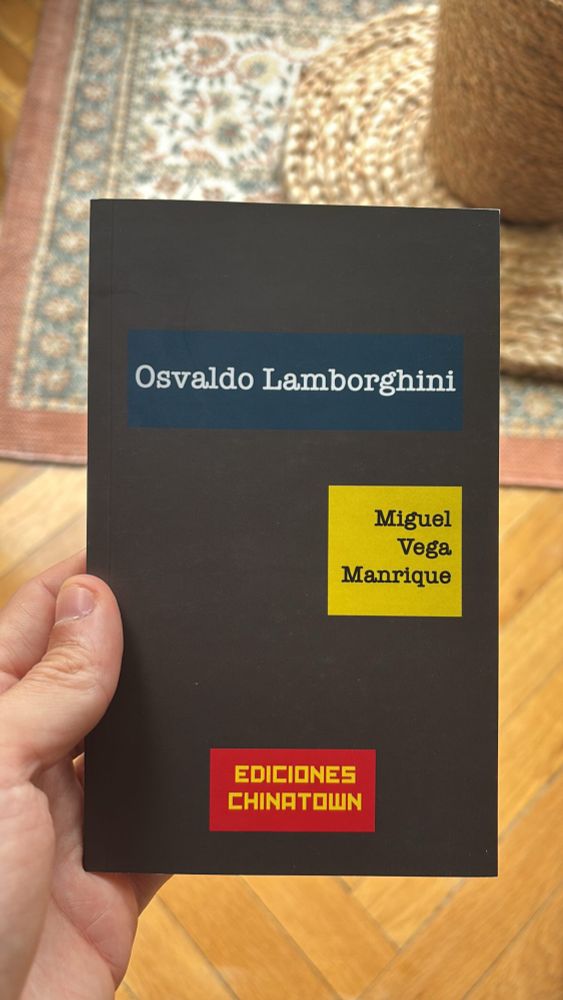 Osvaldo Lamborghini
Miguel
Vega
Manrique
EDICIONES
CHINATOWN